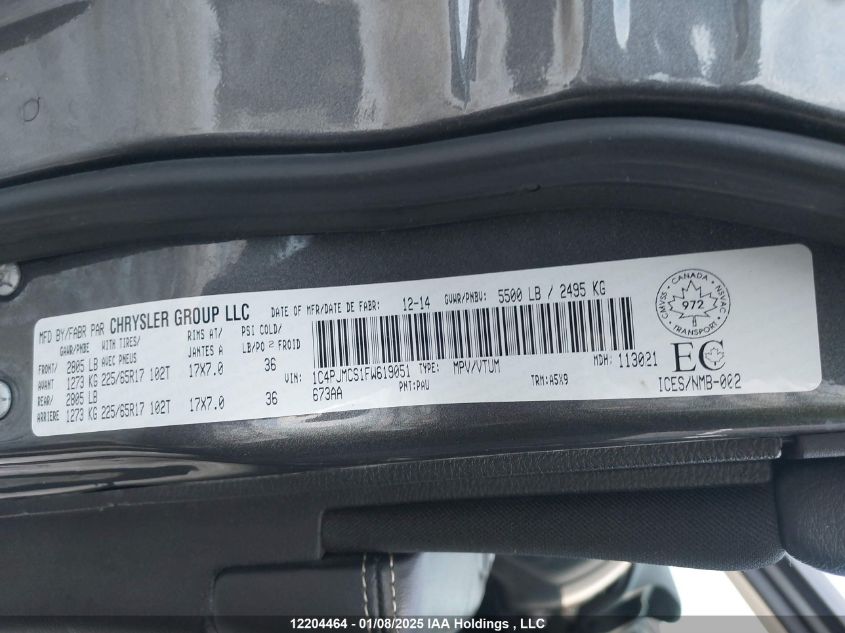 MFD BY/FABR PAR CHRYSLER GROUP LLC DATE OF MFR/DATE DE FABR: 12-14 GVWR/PNBV: 5500 LB / 2495 KG
GAWR/PNBE WITH TIRES/ RIMS AT/ PSI COLD/
AVEC PNEUS JANTES A LB/PO 2 FROID
FRONT/ 2805 LB
AVANT 1273 KG 225/65R17 102T 17X7.0 36
REAR/ 2805 LB
ARRIERE 1273 KG 225/65R17 102T 17X7.0 36
VIN: 1C4PJMCS1FW619051 TYPE: MPV/VTUM MDH: 113021
673AA PNT:PAU TRM:A5X9
CMVSS CANADA NSVAC
972
TRANSPORT
EC
ICES/NMB-002
12204464 - 01/08/2025 IAA Holdings , LLC